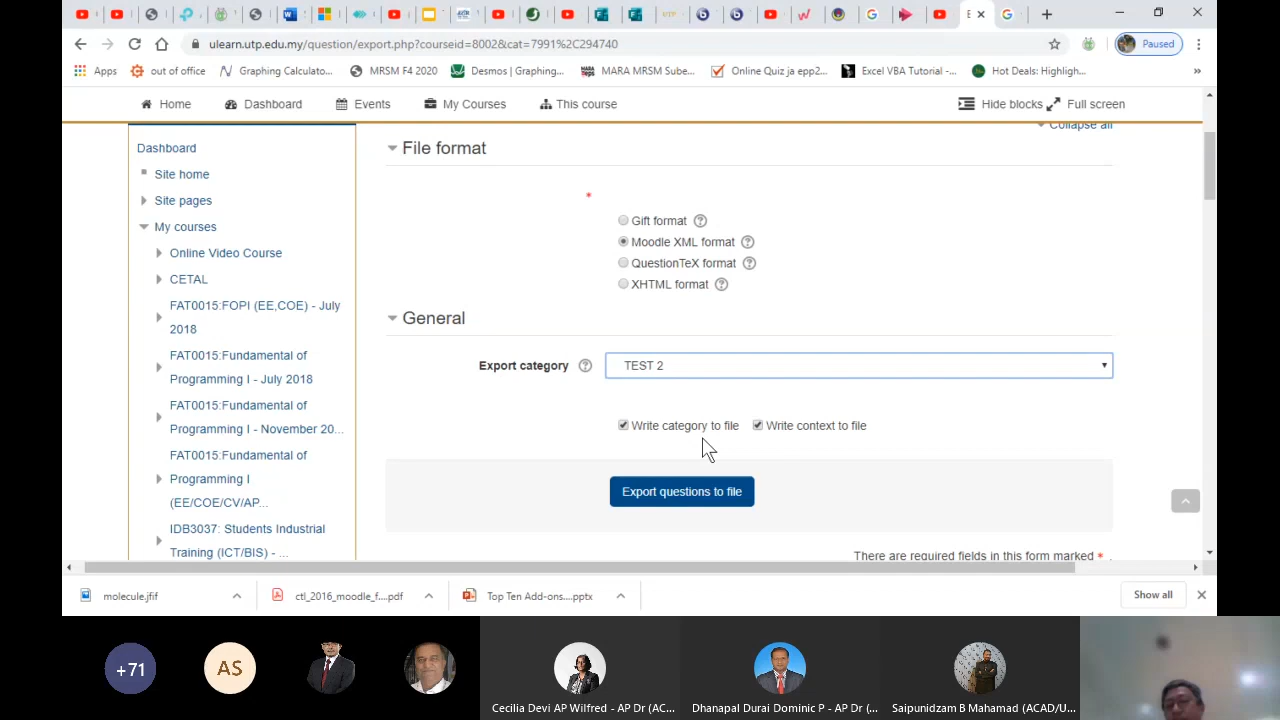 E
Paused
ulearn.utp.edu.my/question/export.php?courseid=8002&cat=7991%2C294740
Apps
out of office
Graphing Calculato...
MRSM F4 2020
Desmos | Graphing...
MARA MRSM Sube...
Online Quiz ja epp2...
Excel VBA Tutorial -...
Hot Deals: Highligh...
»
Home
Dashboard
Events
My Courses
This course
Hide blocks
Full screen
Collapse all
Dashboard
Site home
Site pages
My courses
Online Video Course
CETAL
FAT0015:FOPI (EE,COE) - July
2018
FAT0015:Fundamental of
Programming I - July 2018
FAT0015:Fundamental of
Programming I - November 20...
FAT0015:Fundamental of
Programming I
(EE/COE/CV/AP...
IDB3037: Students Industrial
Training (ICT/BIS) - ...
File format
*
Gift format
Moodle XML format
QuestionTeX format
XHTML format
General
Export category
TEST 2
Write category to file
Write context to file
Export questions to file
There are required fields in this form marked * .
molecule.jfif
ctl_2016_moodle_f....pdf
Top Ten Add-ons....pptx
Show all
+71
AS
Cecilia Devi AP Wilfred - AP Dr (AC...
Dhanapal Durai Dominic P - AP Dr (...
Saipunidzam B Mahamad (ACAD/U...